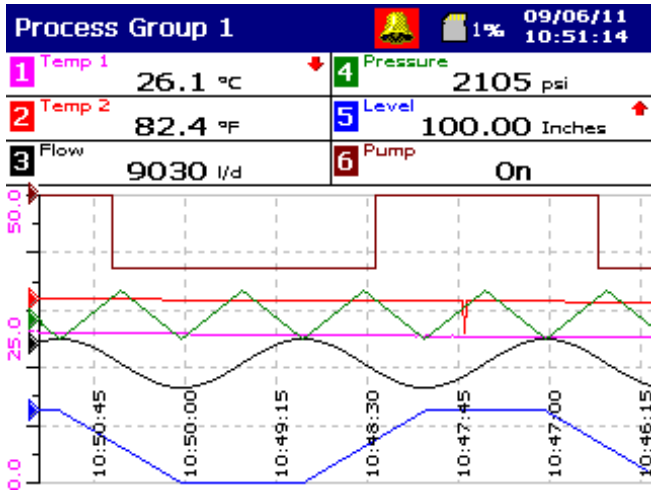 Process Group 1
1%
09/06/11
10:51:14
1 Temp 1
26.1 °C
4 Pressure
2105 psi
2 Temp 2
82.4 °F
5 Level
100.00 Inches
3 Flow
9030 l/d
6 Pump
On
50.0
25.0
0.0
10:50:45
10:50:00
10:49:15
10:48:30
10:47:45
10:47:00
10:46:15